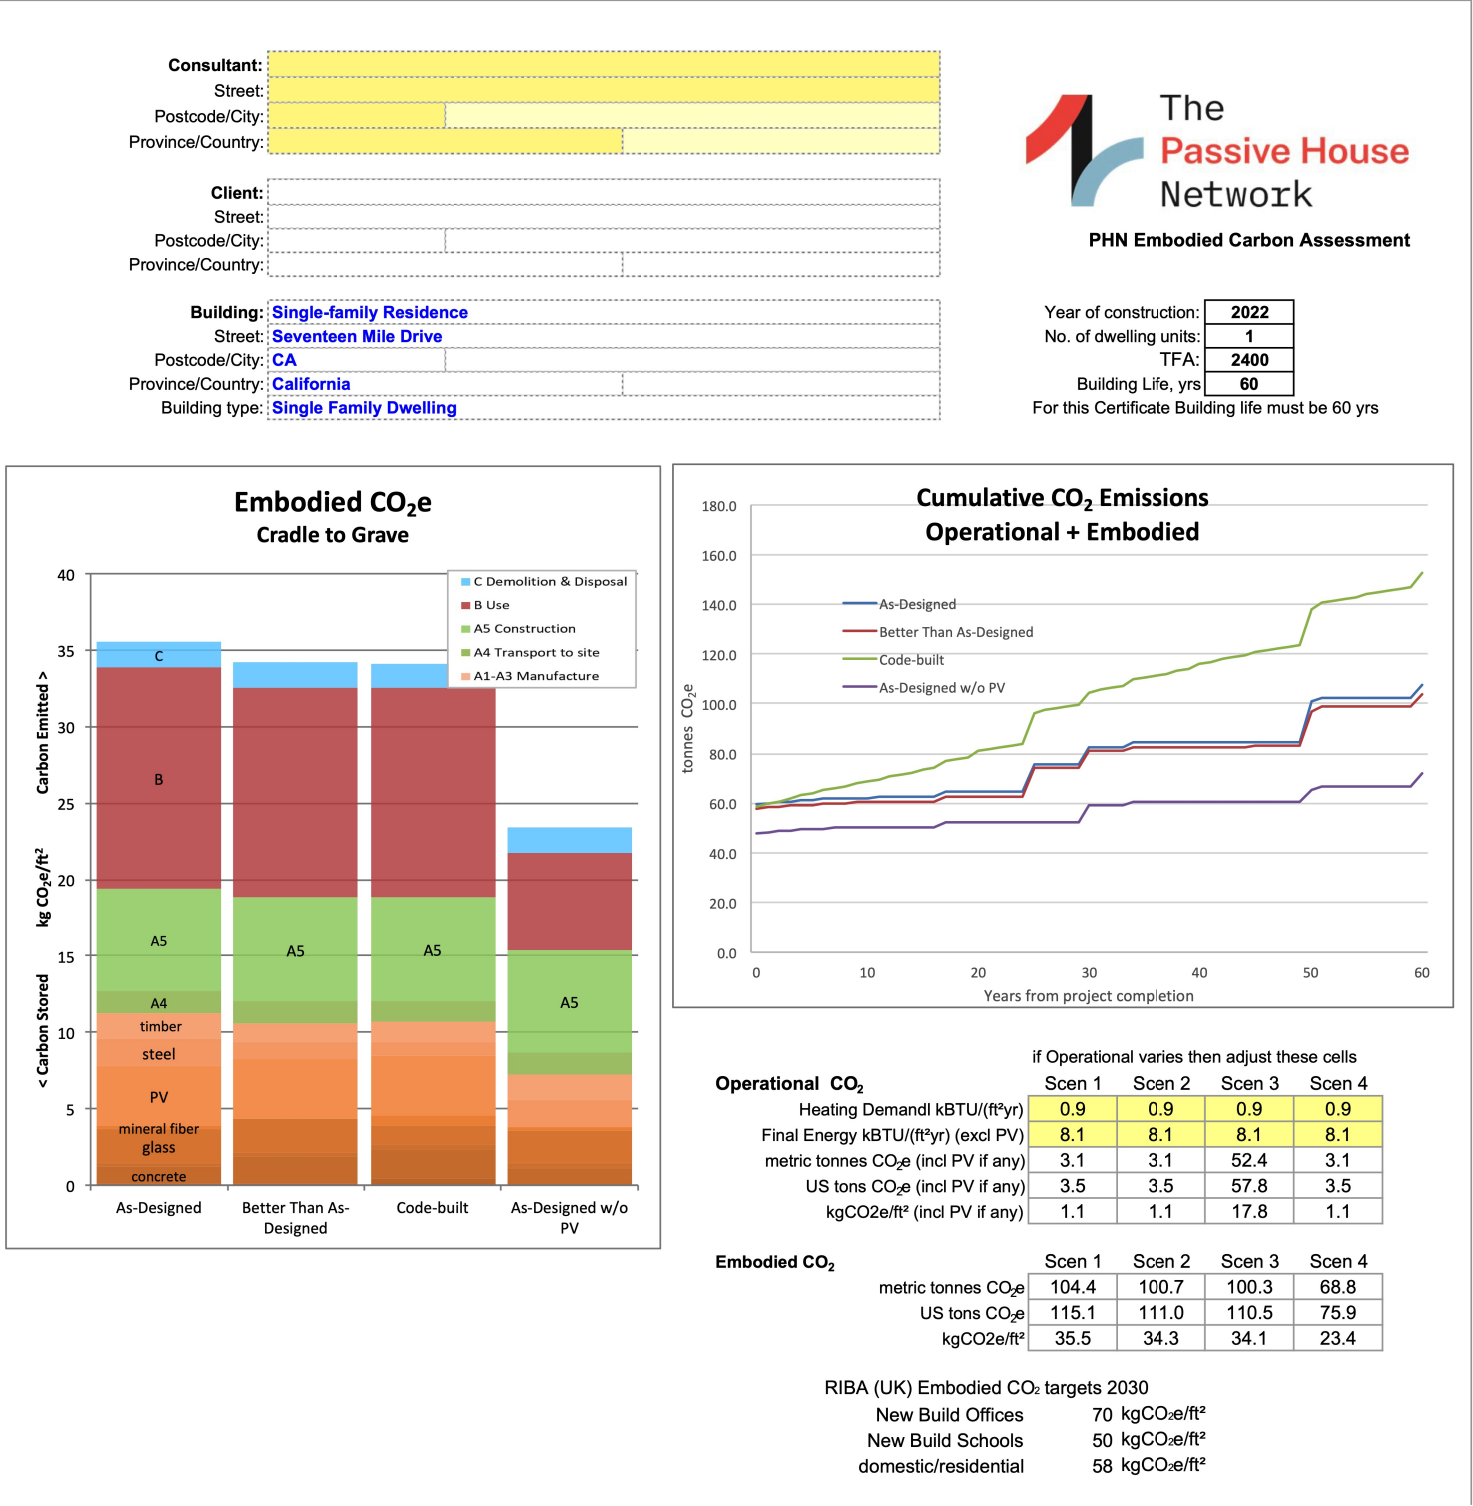 Consultant:
Street:
Postcode/City:
Province/Country:
The
Passive House
Network
PHN Embodied Carbon Assessment
Client:
Street:
Postcode/City:
Province/Country:
Building: Single-family Residence
Street: Seventeen Mile Drive
Postcode/City: CA
Province/Country: California
Building type: Single Family Dwelling
Year of construction: 2022
No. of dwelling units: 1
TFA: 2400
Building Life, yrs 60
For this Certificate Building life must be 60 yrs
Embodied CO₂e
Cradle to Grave
C Demolition & Disposal
B Use
A5 Construction
A4 Transport to site
A1-A3 Manufacture
40
35
30
25
20
15
10
5
0
< Carbon Stored kg CO₂e/ft² Carbon Emitted >
C
B
A5
A4
timber
steel
PV
mineral fiber
glass
concrete
A5
A5
A5
As-Designed
Better Than As-
Designed
Code-built
As-Designed w/o
PV
Cumulative CO₂ Emissions
Operational + Embodied
180.0
160.0
140.0
120.0
100.0
80.0
60.0
40.0
20.0
0.0
tonnes CO₂e
As-Designed
Better Than As-Designed
Code-built
As-Designed w/o PV
0 10 20 30 40 50 60
Years from project completion
if Operational varies then adjust these cells
Operational CO₂ Scen 1 Scen 2 Scen 3 Scen 4
Heating Demandl kBTU/(ft²yr) 0.9 0.9 0.9 0.9
Final Energy kBTU/(ft²yr) (excl PV) 8.1 8.1 8.1 8.1
metric tonnes CO₂e (incl PV if any) 3.1 3.1 52.4 3.1
US tons CO₂e (incl PV if any) 3.5 3.5 57.8 3.5
kgCO2e/ft² (incl PV if any) 1.1 1.1 17.8 1.1
Embodied CO₂ Scen 1 Scen 2 Scen 3 Scen 4
metric tonnes CO₂e 104.4 100.7 100.3 68.8
US tons CO₂e 115.1 111.0 110.5 75.9
kgCO2e/ft² 35.5 34.3 34.1 23.4
RIBA (UK) Embodied CO₂ targets 2030
New Build Offices 70 kgCO₂e/ft²
New Build Schools 50 kgCO₂e/ft²
domestic/residential 58 kgCO₂e/ft²